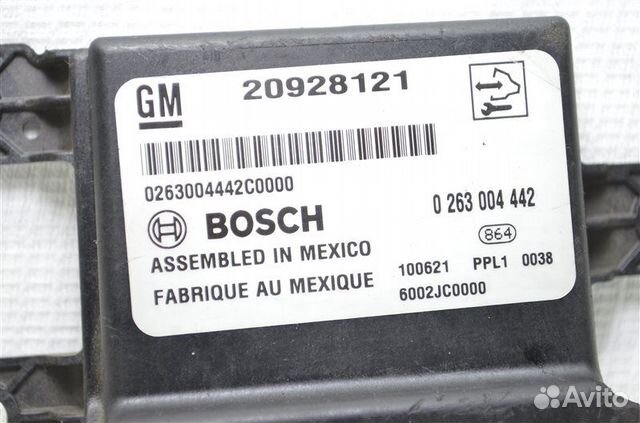 GM 20928121
0263004442C0000
BOSCH 0 263 004 442
864
ASSEMBLED IN MEXICO
100621 PPL1 0038
FABRIQUE AU MEXIQUE
6002JC0000
Avito